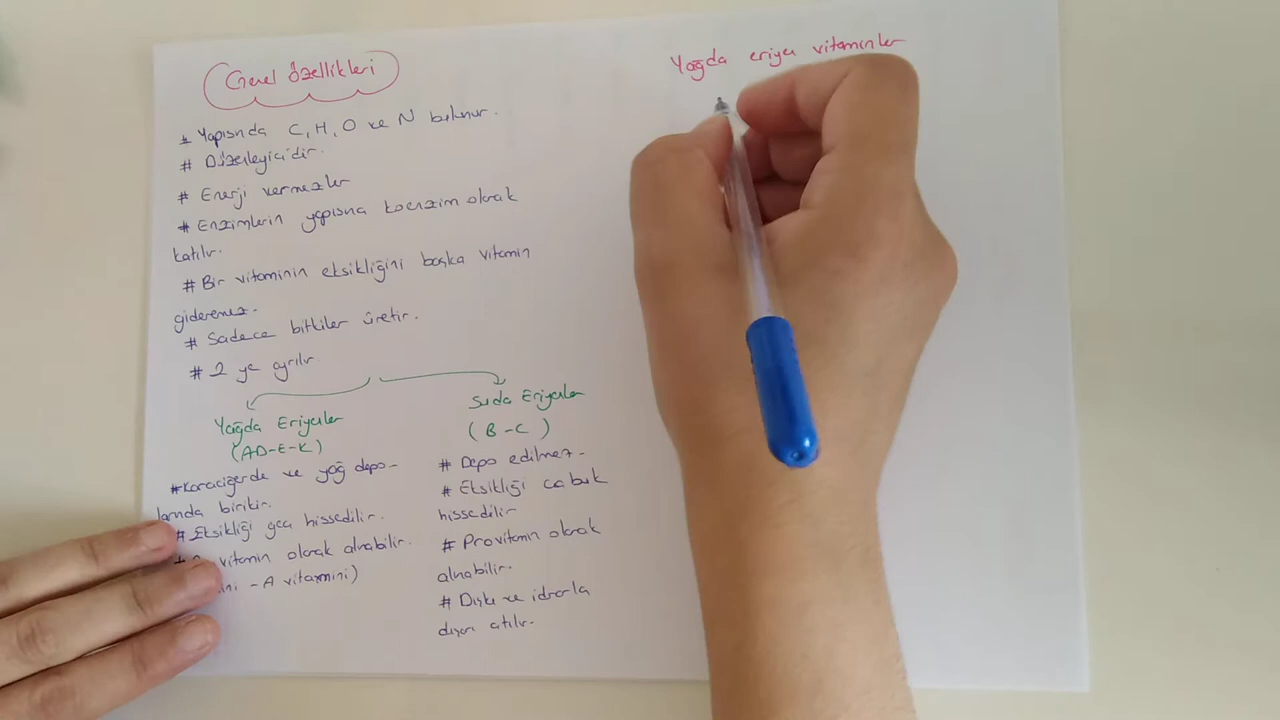 Genel Özellikleri
# Yapısında C, H, O ve N bulunur.
# Düzenleyicidir.
# Enerji vermezler
# Enzimlerin yapısına koenzim olarak
katılır.
# Bir vitaminin eksikliğini başka vitamin
gideremez.
# Sadece bitkiler üretir.
# 2 ye ayrılır.
Yağda Eriyenler
(AD-E-K)
#Karaciğerde ve yağ depo-
larında birikir.
# Eksikliği geç hissedilir.
vitamin olarak alınabilir.
- A vitamini)
Suda Eriyenler
(B-C)
# Depo edilmez.
# Eksikliği cabuk
hissedilir
# Provitamin olarak
alınabilir.
# Dışkı ve idrarla
dışarı atılır.
Yağda eriyen vitaminler